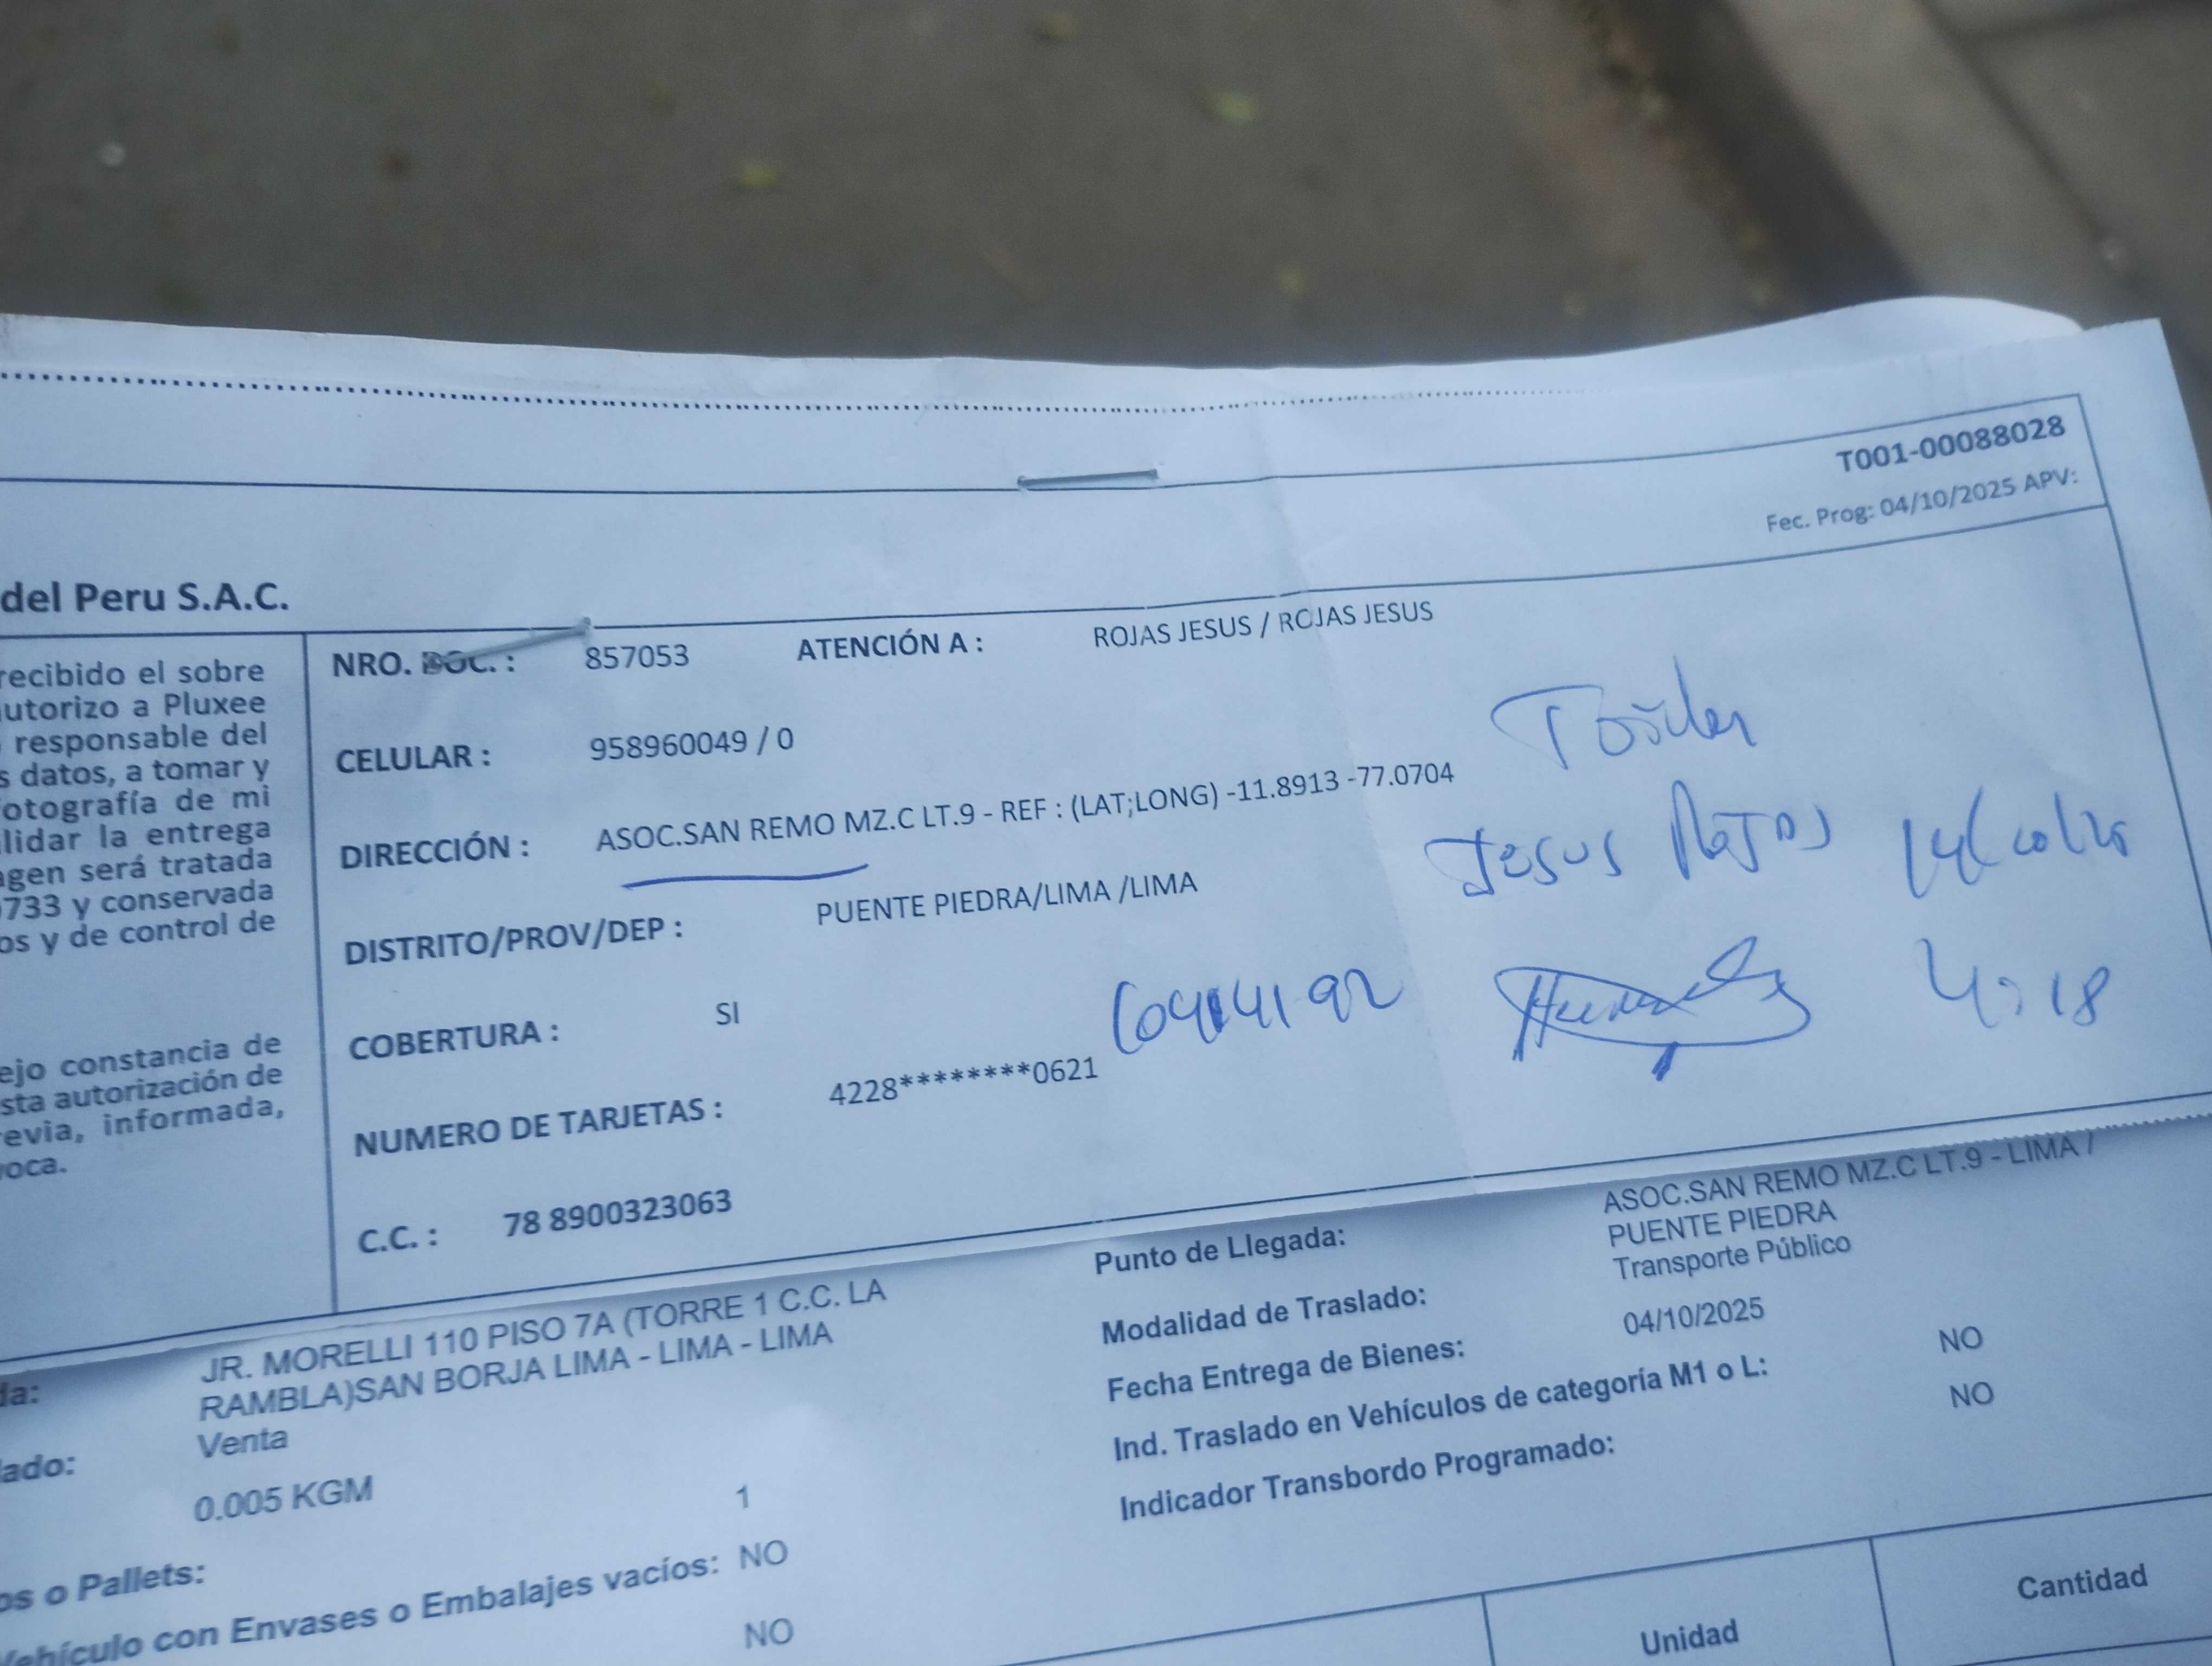 T001-00088028
Fec. Prog: 04/10/2025 APV:
del Peru S.A.C.
recibido el sobre
autorizo a Pluxee
responsable del
s datos, a tomar y
fotografía de mi
lidar la entrega
agen será tratada
733 y conservada
os y de control de
ejo constancia de
sta autorización de
revia, informada,
voca.
NRO. DOC. : 857053 ATENCIÓN A : ROJAS JESUS / ROJAS JESUS
CELULAR : 958960049 / 0
DIRECCIÓN : ASOC.SAN REMO MZ.C LT.9 - REF : (LAT;LONG) -11.8913 -77.0704
DISTRITO/PROV/DEP : PUENTE PIEDRA/LIMA /LIMA
COBERTURA : SI
NUMERO DE TARJETAS : 4228********0621
C.C. : 78 8900323063
Jesus Rojas
4:18
da: JR. MORELLI 110 PISO 7A (TORRE 1 C.C. LA
RAMBLA)SAN BORJA LIMA - LIMA - LIMA
lado: Venta
0.005 KGM
os o Pallets: 1
Vehículo con Envases o Embalajes vacíos: NO
NO
Punto de Llegada: ASOC.SAN REMO MZ.C LT.9 - LIMA /
PUENTE PIEDRA
Modalidad de Traslado: Transporte Público
Fecha Entrega de Bienes: 04/10/2025
Ind. Traslado en Vehículos de categoría M1 o L: NO
Indicador Transbordo Programado: NO
Unidad Cantidad